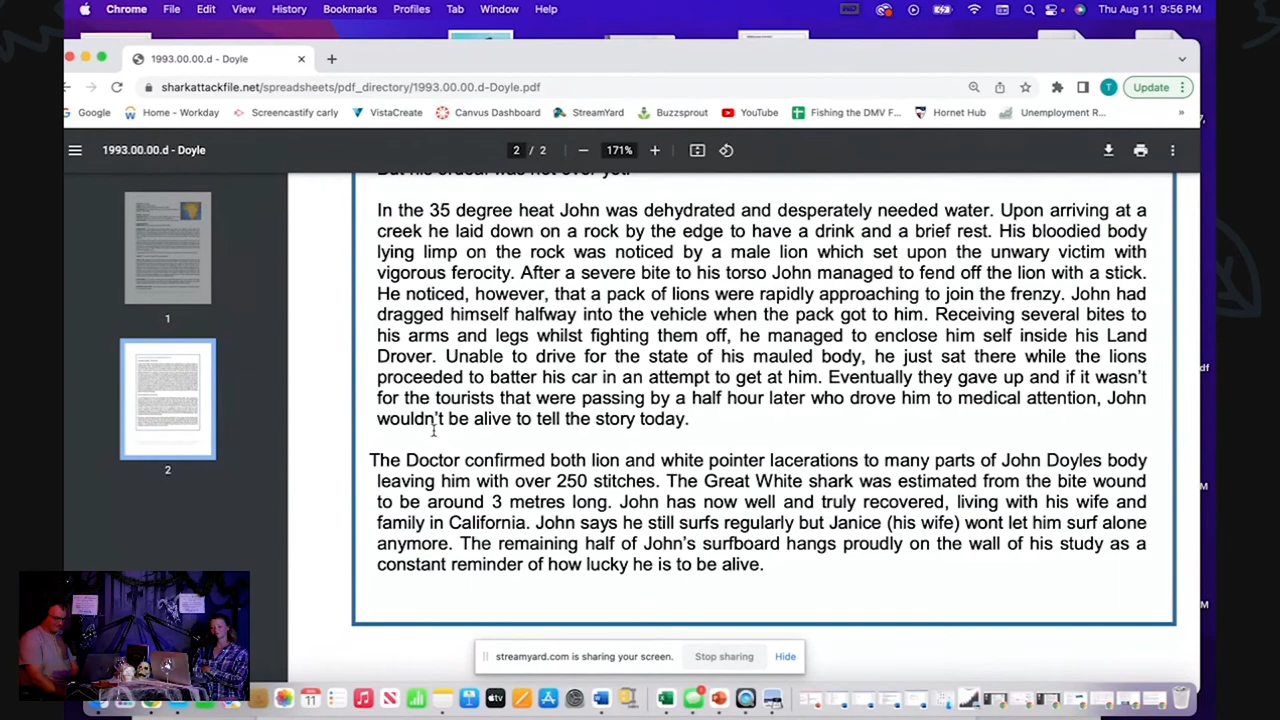 Chrome File Edit View History Bookmarks Profiles Tab Window Help Thu Aug 11 9:56 PM
1993.00.00.d - Doyle
sharkattackfile.net/spreadsheets/pdf_directory/1993.00.00.d-Doyle.pdf Update
Google Home - Workday Screencastify carly VistaCreate Canvus Dashboard StreamYard Buzzsprout YouTube Fishing the DMV F... Hornet Hub Unemployment R... »
1993.00.00.d - Doyle 2 / 2 171%
But his ordeal was not over yet.
In the 35 degree heat John was dehydrated and desperately needed water. Upon arriving at a
creek he laid down on a rock by the edge to have a drink and a brief rest. His bloodied body
lying limp on the rock was noticed by a male lion which set upon the unwary victim with
vigorous ferocity. After a severe bite to his torso John managed to fend off the lion with a stick.
He noticed, however, that a pack of lions were rapidly approaching to join the frenzy. John had
dragged himself halfway into the vehicle when the pack got to him. Receiving several bites to
his arms and legs whilst fighting them off, he managed to enclose him self inside his Land
Drover. Unable to drive for the state of his mauled body, he just sat there while the lions
proceeded to batter his car in an attempt to get at him. Eventually they gave up and if it wasn't
for the tourists that were passing by a half hour later who drove him to medical attention, John
wouldn't be alive to tell the story today.
The Doctor confirmed both lion and white pointer lacerations to many parts of John Doyles body
leaving him with over 250 stitches. The Great White shark was estimated from the bite wound
to be around 3 metres long. John has now well and truly recovered, living with his wife and
family in California. John says he still surfs regularly but Janice (his wife) wont let him surf alone
anymore. The remaining half of John's surfboard hangs proudly on the wall of his study as a
constant reminder of how lucky he is to be alive.
1
2
streamyard.com is sharing your screen. Stop sharing Hide